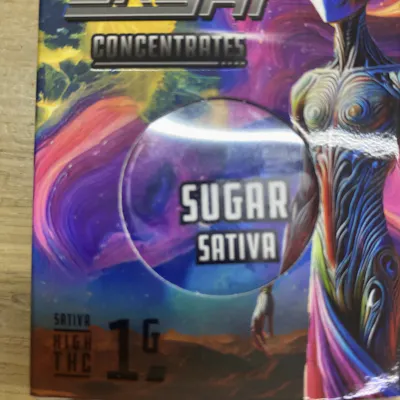 CONCENTRATES
SUGAR
SATIVA
SATIVA
HIGH
THC
1G